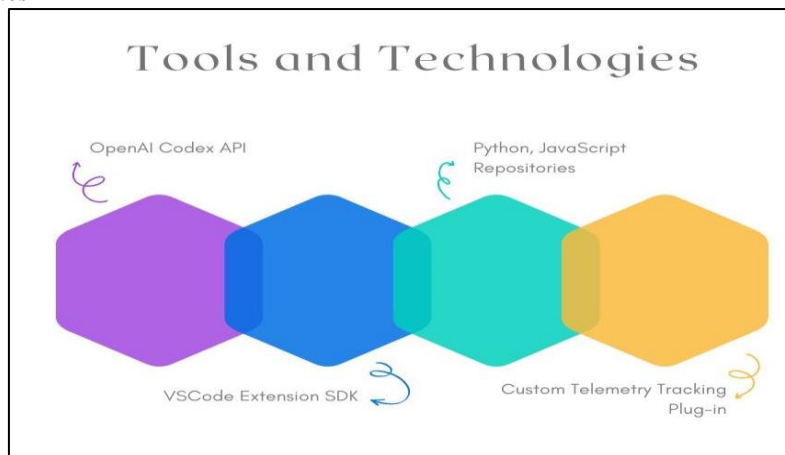 Tools and Technologies
OpenAI Codex API
Python, JavaScript
Repositories
VSCode Extension SDK
Custom Telemetry Tracking
Plug-in